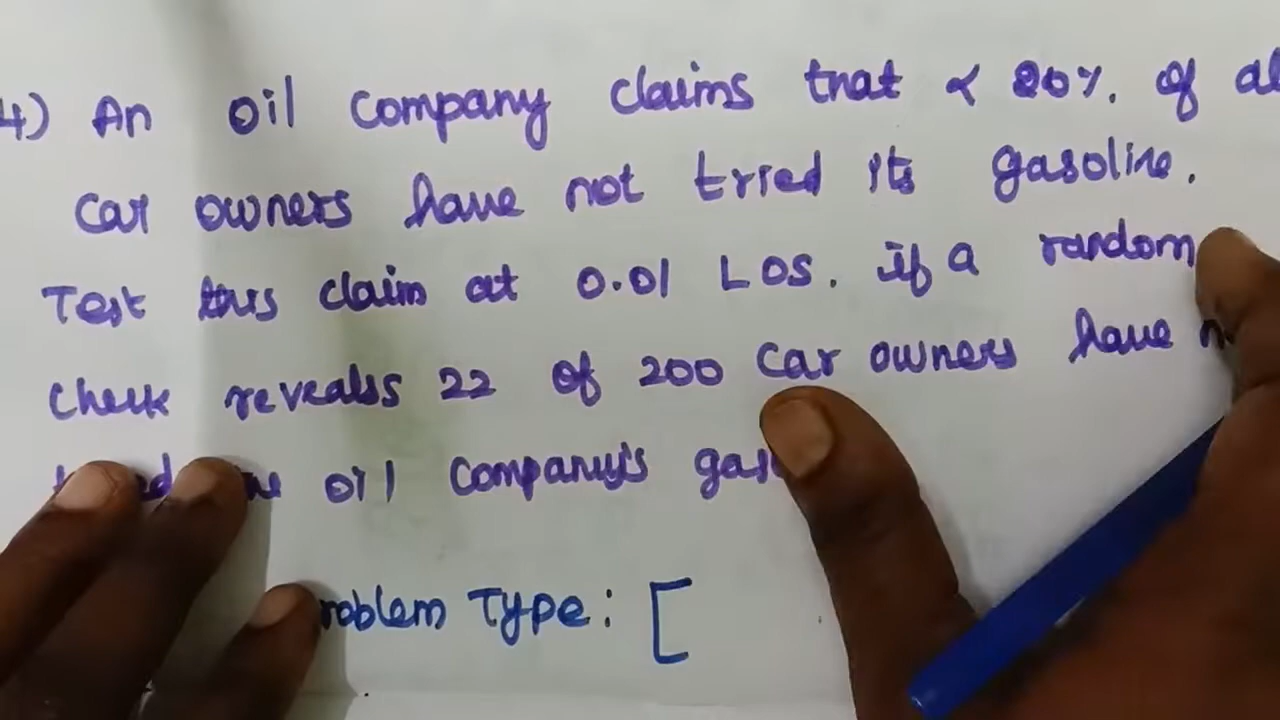 4) An oil company claims that < 20%. of al
car owners have not tried its gasoline.
Test this claim at 0.01 LOS. if a random
check revealss 22 of 200 car owners have
oil company's gas
roblem Type: [